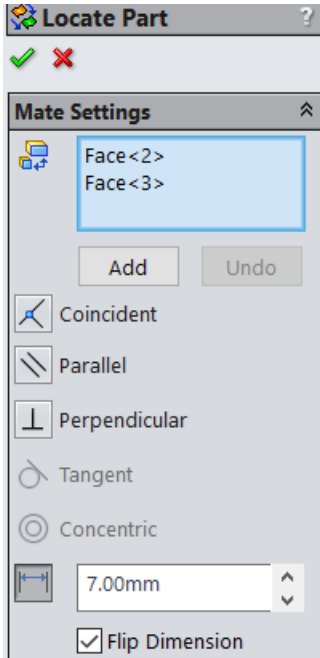 Locate Part ?
Mate Settings
Face<2>
Face<3>
Add Undo
Coincident
Parallel
Perpendicular
Tangent
Concentric
7.00mm
Flip Dimension